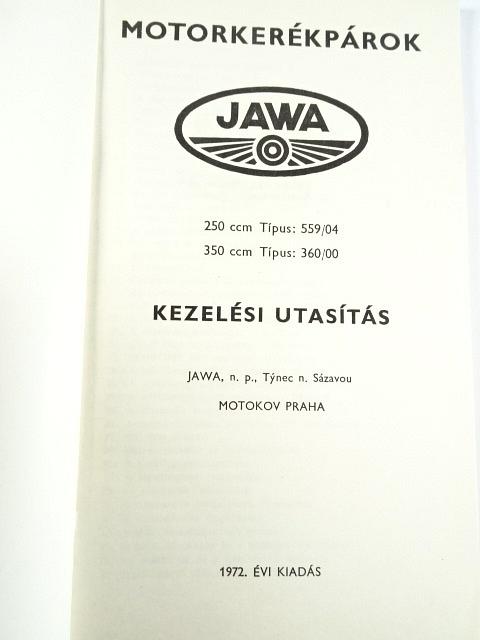 MOTORKERÉKPÁROK
JAWA
250 ccm Típus: 559/04
350 ccm Típus: 360/00
KEZELÉSI UTASÍTÁS
JAWA, n. p., Týnec n. Sázavou
MOTOKOV PRAHA
1972. ÉVI KIADÁS